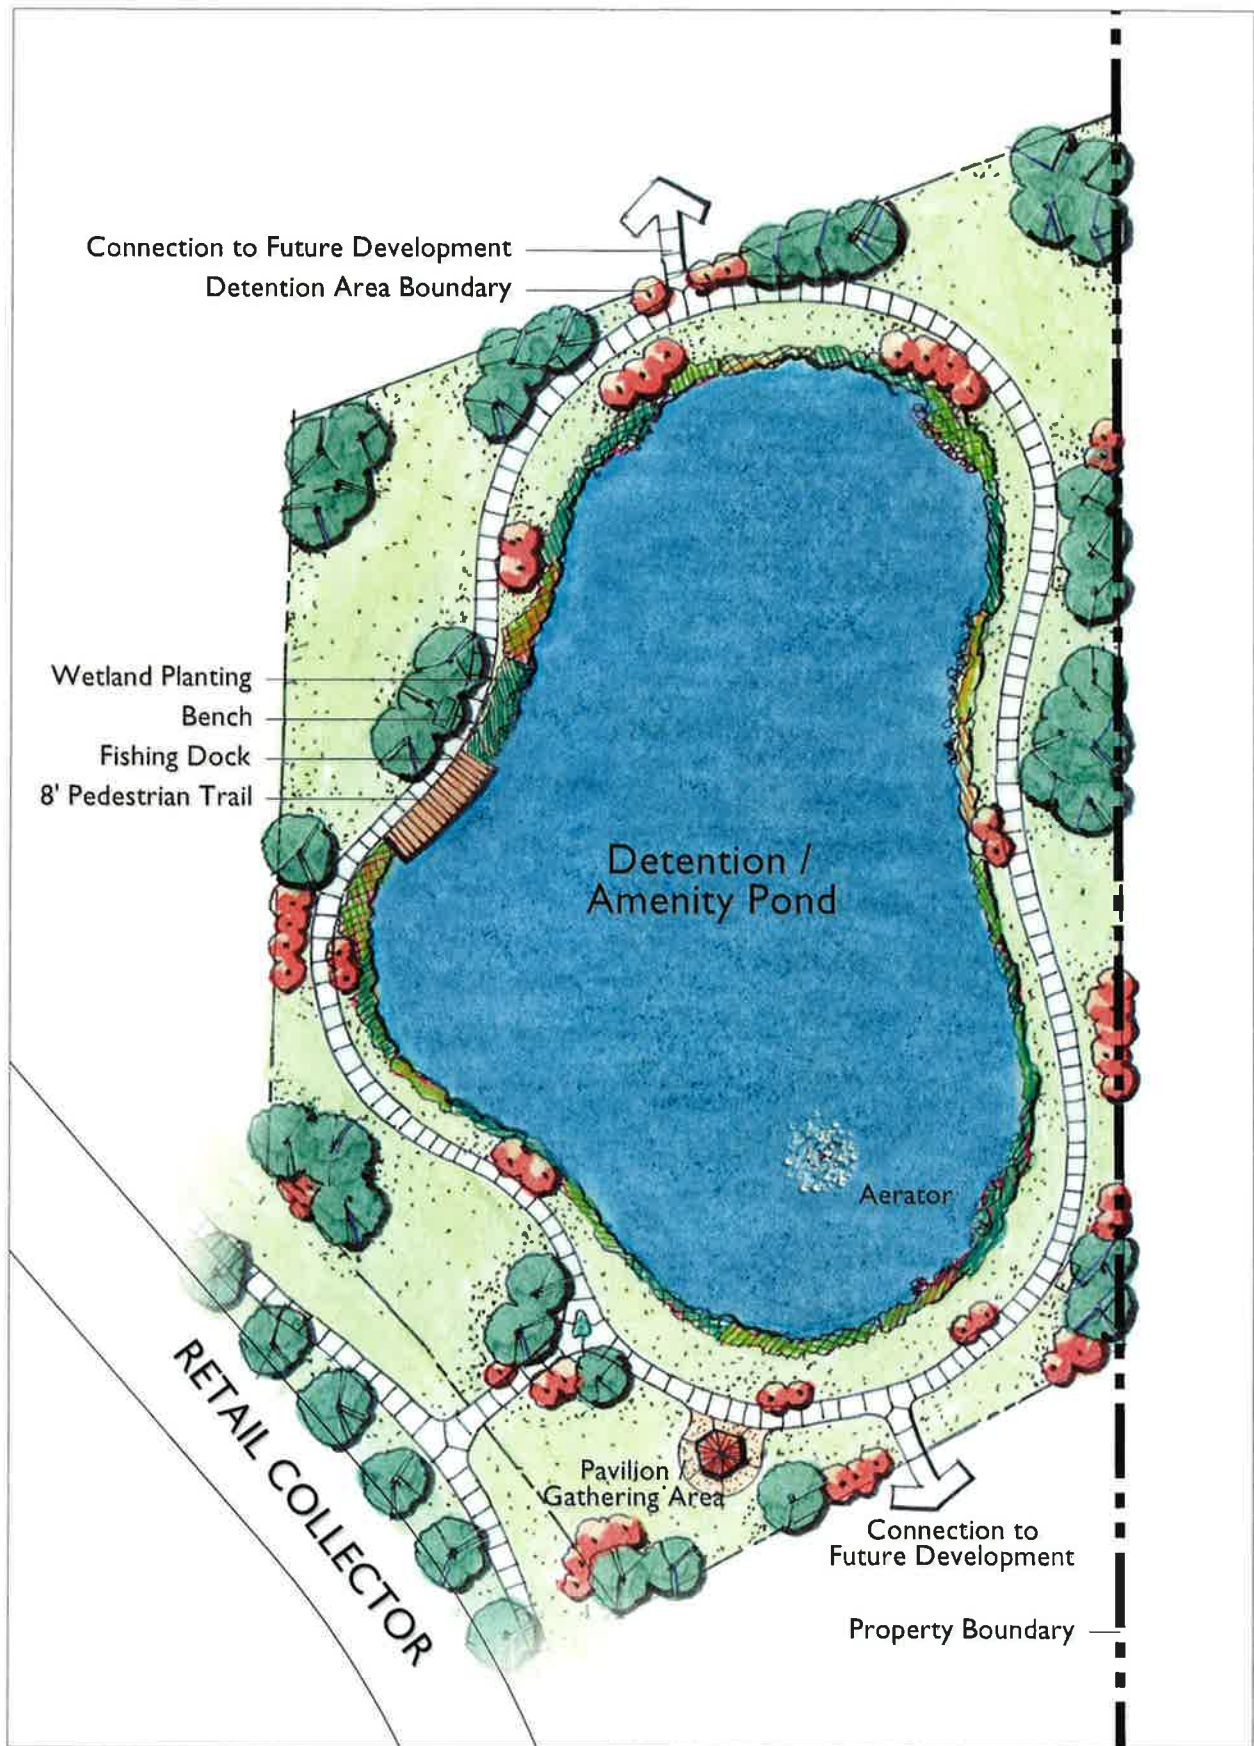 Connection to Future Development
Detention Area Boundary
Wetland Planting
Bench
Fishing Dock
8' Pedestrian Trail
Detention /
Amenity Pond
Aerator
RETAIL COLLECTOR
Pavilion /
Gathering Area
Connection to
Future Development
Property Boundary